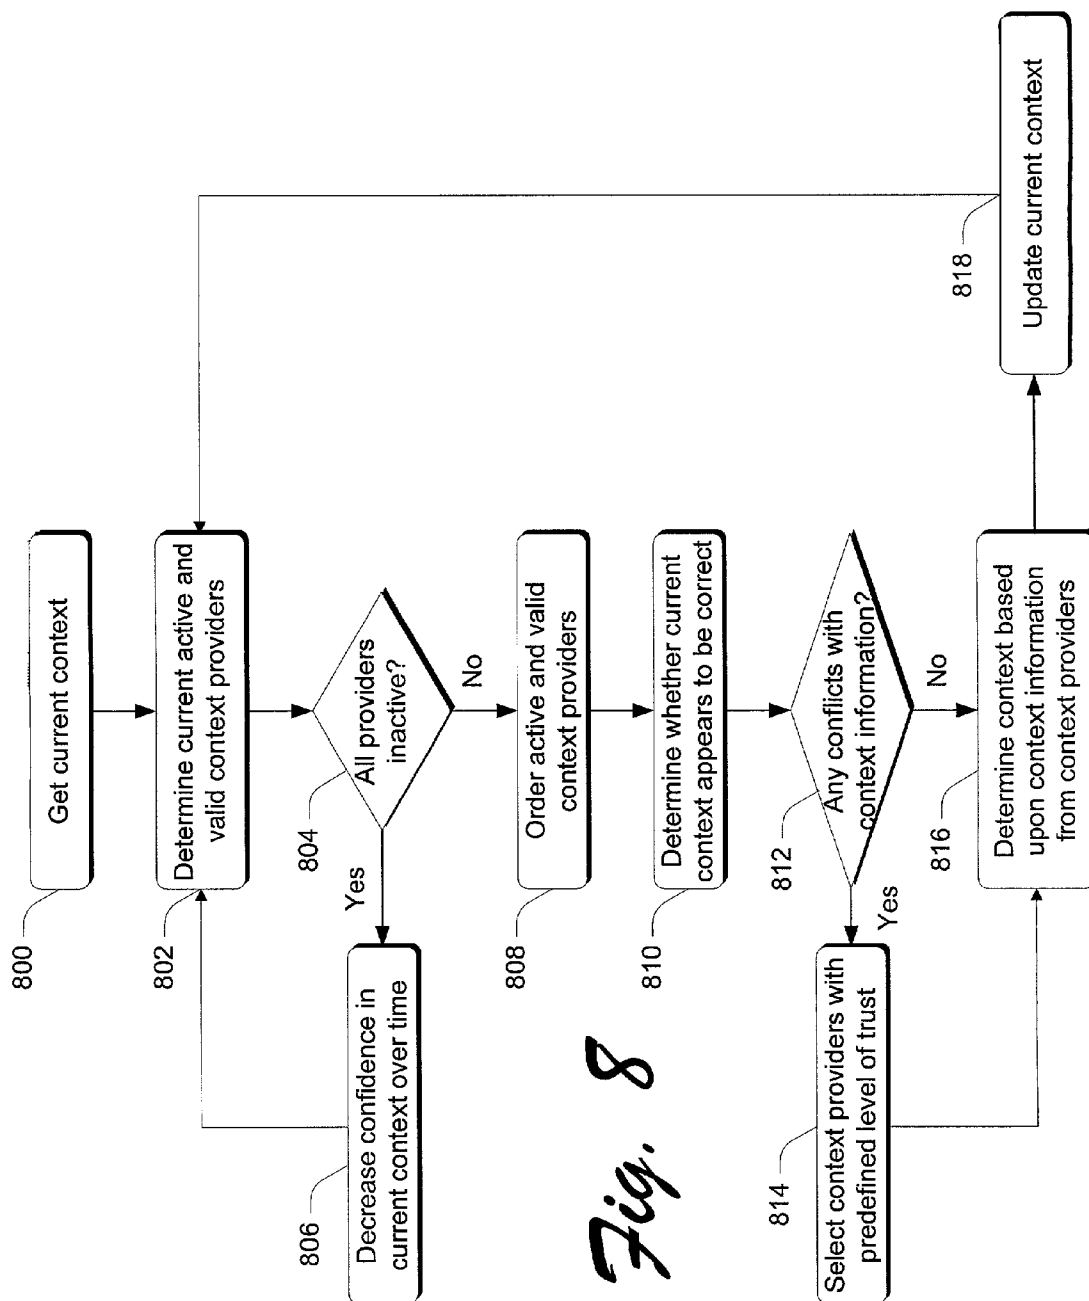 800
Get current context
802
Determine current active and
valid context providers
804
All providers
inactive?
Yes
No
806
Decrease confidence in
current context over time
808
Order active and valid
context providers
810
Determine whether current
context appears to be correct
812
Any conflicts with
context information?
Yes
No
814
Select context providers with
predefined level of trust
816
Determine context based
upon context information
from context providers
818
Update current context
Fig. 8